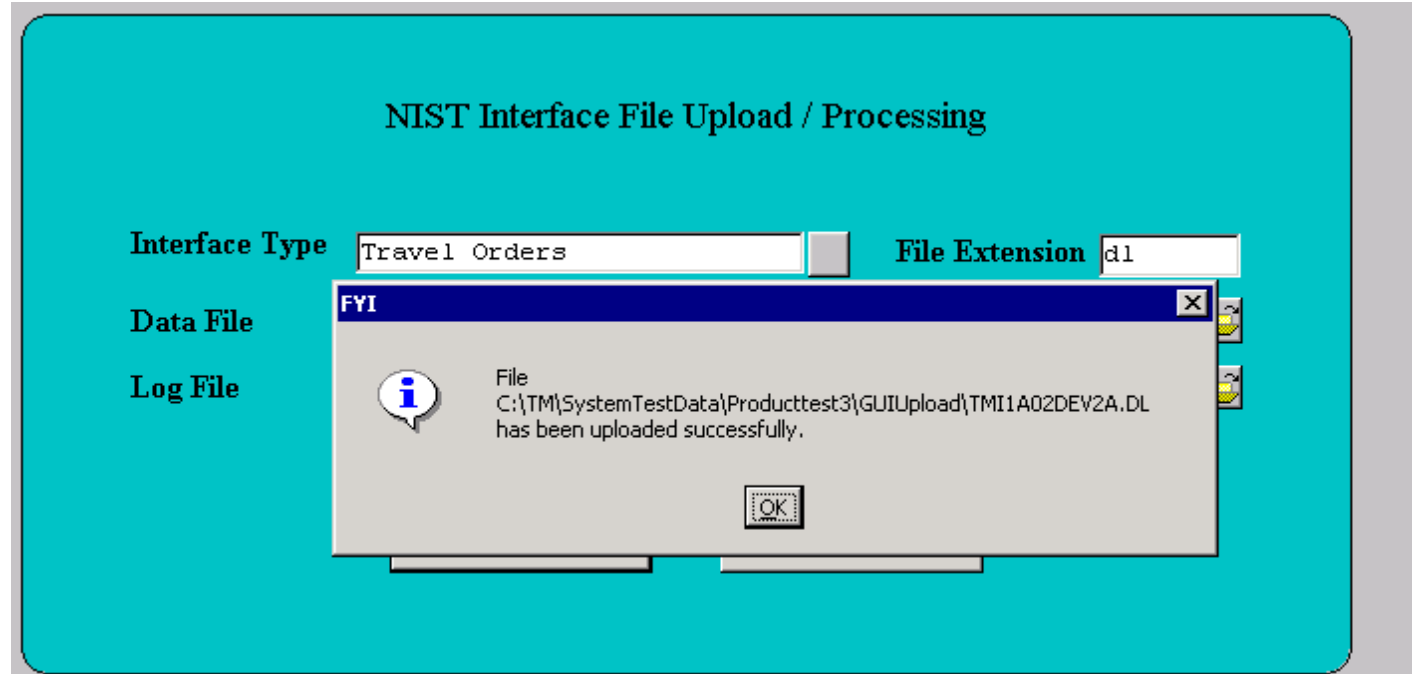 NIST Interface File Upload / Processing
Interface Type Travel Orders File Extension dl
FYI
Data File
Log File
File
C:\TM\SystemTestData\Producttest3\GUIUpload\TMI1A02DEV2A.DL
has been uploaded successfully.
OK